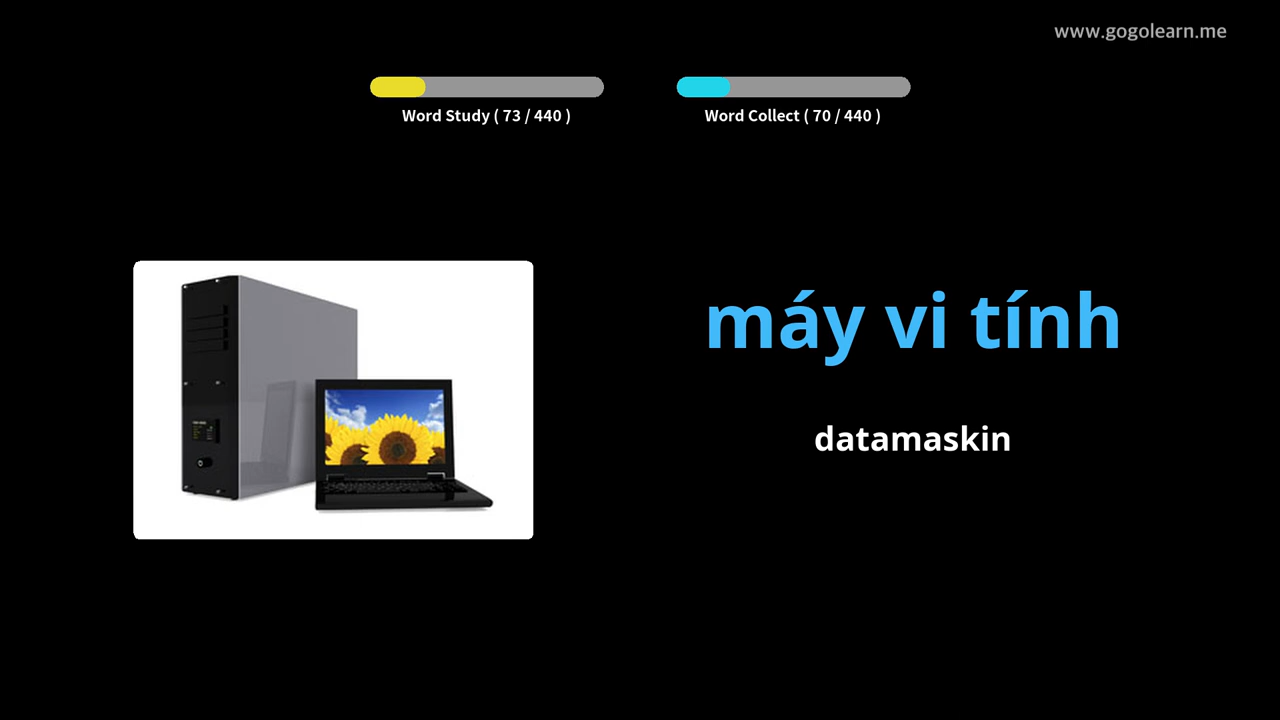 www.gogolearn.me
Word Study ( 73 / 440 )
Word Collect ( 70 / 440 )
máy vi tính
datamaskin